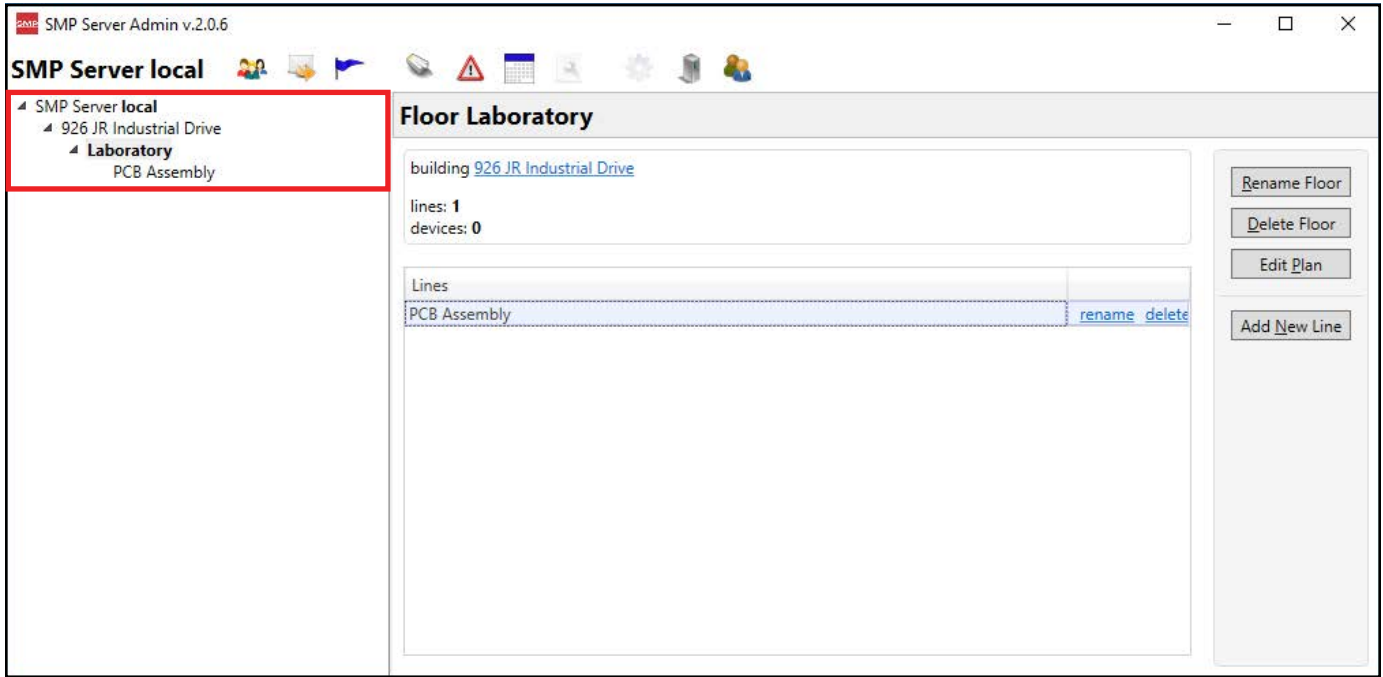 SMP SMP Server Admin v.2.0.6
SMP Server local
SMP Server local
926 JR Industrial Drive
Laboratory
PCB Assembly
Floor Laboratory
building 926 JR Industrial Drive
lines: 1
devices: 0
Lines
PCB Assembly rename delete
Rename Floor
Delete Floor
Edit Plan
Add New Line